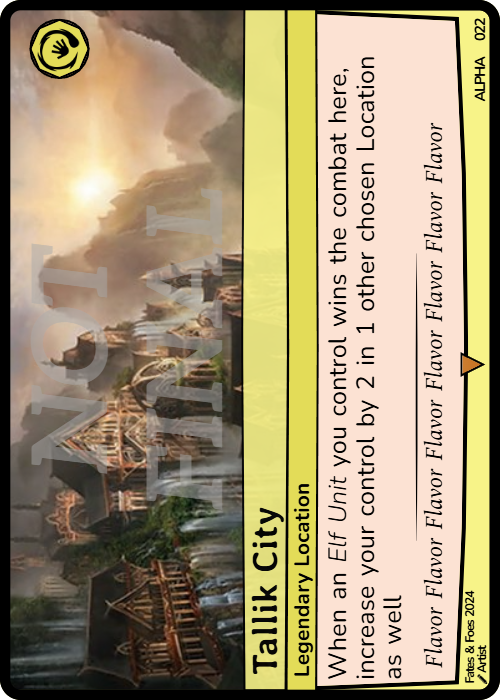 NOT
FINAL
Tallik City
Legendary Location
When an Elf Unit you control wins the combat here,
increase your control by 2 in 1 other chosen Location
as well
Flavor Flavor Flavor Flavor Flavor Flavor Flavor Flavor
Fates & Foes 2024
Artist
ALPHA 022